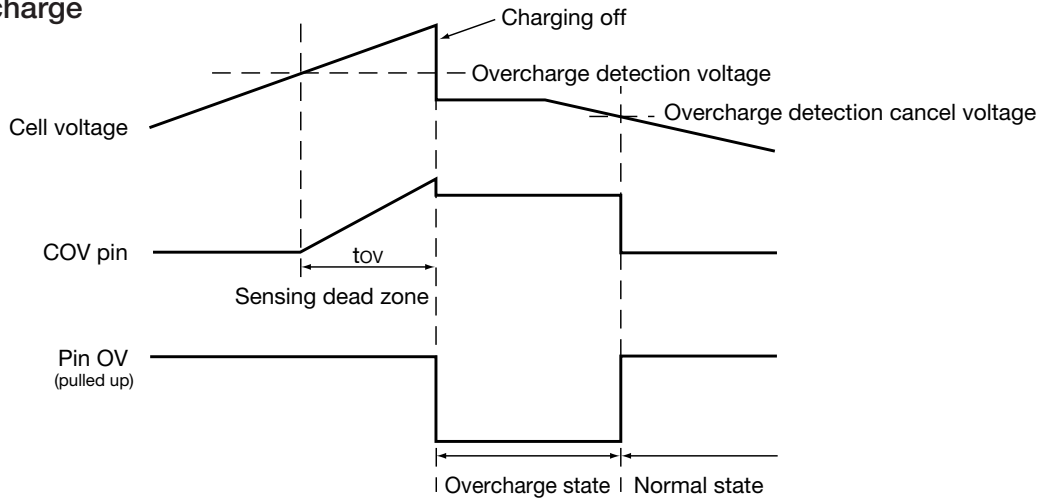 charge
Charging off
Overcharge detection voltage
Overcharge detection cancel voltage
Cell voltage
COV pin
tOV
Sensing dead zone
Pin OV
(pulled up)
Overcharge state
Normal state